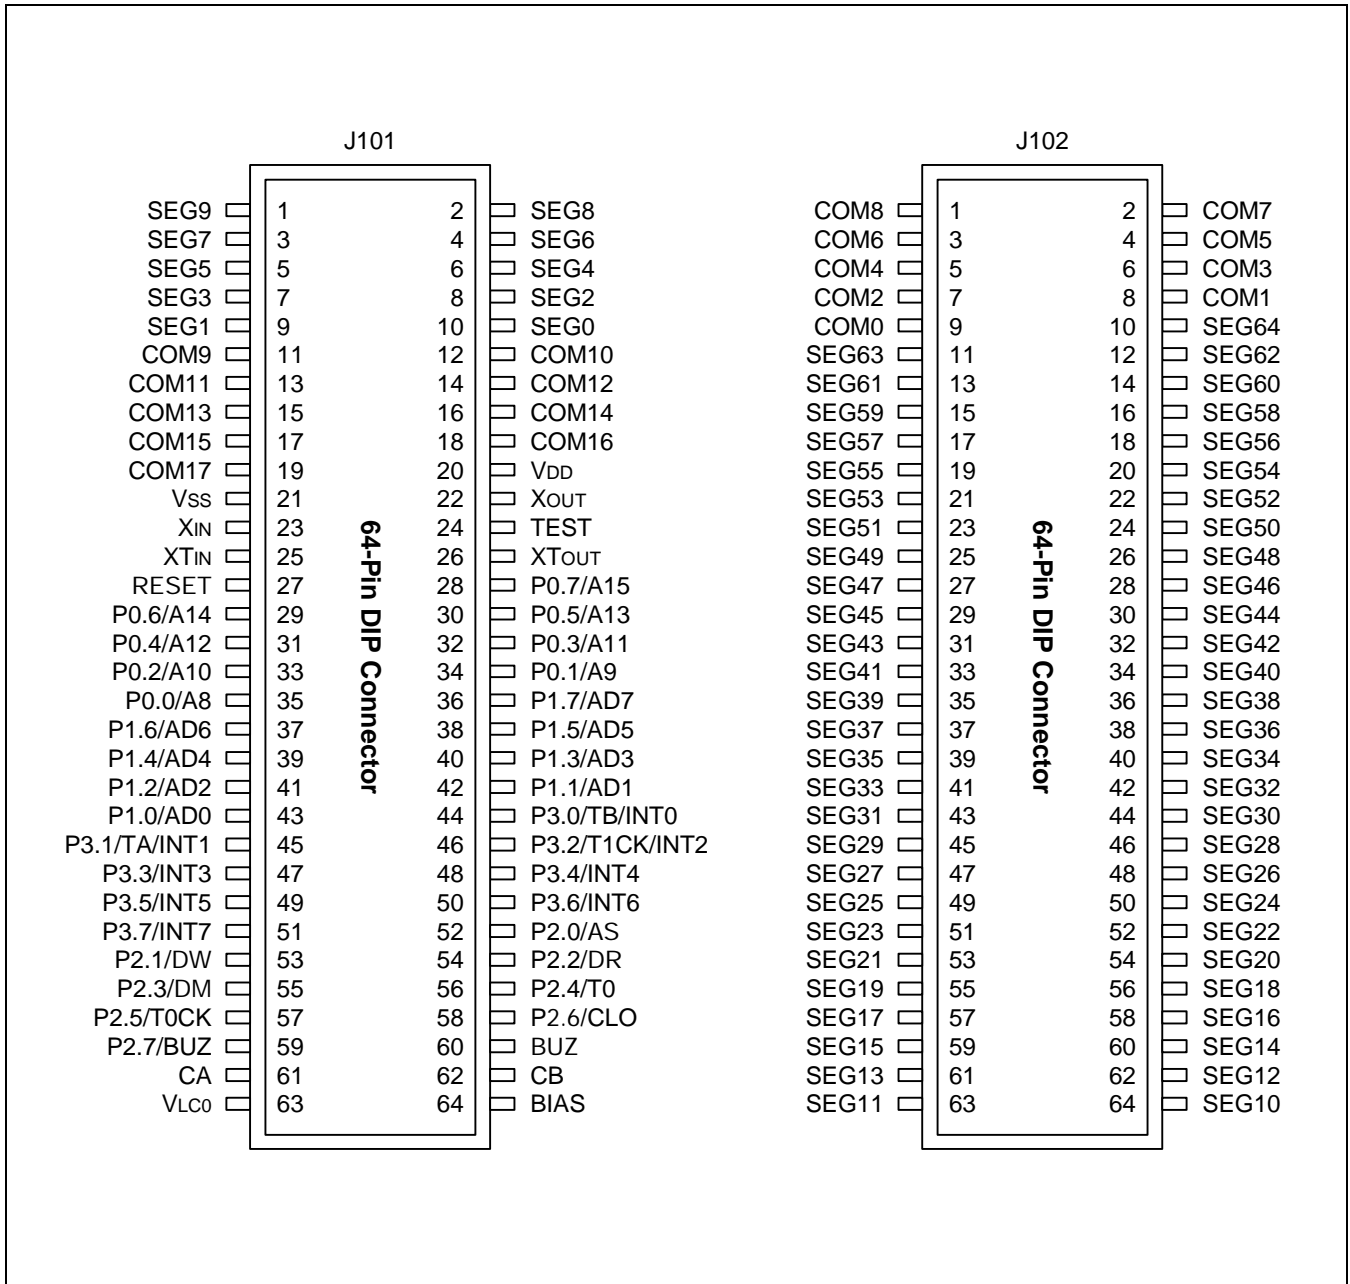 J101 J102
SEG9 1 2 SEG8 COM8 1 2 COM7
SEG7 3 4 SEG6 COM6 3 4 COM5
SEG5 5 6 SEG4 COM4 5 6 COM3
SEG3 7 8 SEG2 COM2 7 8 COM1
SEG1 9 10 SEG0 COM0 9 10 SEG64
COM9 11 12 COM10 SEG63 11 12 SEG62
COM11 13 14 COM12 SEG61 13 14 SEG60
COM13 15 16 COM14 SEG59 15 16 SEG58
COM15 17 18 COM16 SEG57 17 18 SEG56
COM17 19 20 VDD SEG55 19 20 SEG54
VSS 21 22 XOUT SEG53 21 22 SEG52
XIN 23 24 TEST SEG51 23 24 SEG50
XTIN 25 26 XTOUT SEG49 25 26 SEG48
RESET 27 28 P0.7/A15 SEG47 27 28 SEG46
P0.6/A14 29 30 P0.5/A13 SEG45 29 30 SEG44
P0.4/A12 31 32 P0.3/A11 SEG43 31 32 SEG42
P0.2/A10 33 34 P0.1/A9 SEG41 33 34 SEG40
P0.0/A8 35 36 P1.7/AD7 SEG39 35 36 SEG38
P1.6/AD6 37 38 P1.5/AD5 SEG37 37 38 SEG36
P1.4/AD4 39 40 P1.3/AD3 SEG35 39 40 SEG34
P1.2/AD2 41 42 P1.1/AD1 SEG33 41 42 SEG32
P1.0/AD0 43 44 P3.0/TB/INT0 SEG31 43 44 SEG30
P3.1/TA/INT1 45 46 P3.2/T1CK/INT2 SEG29 45 46 SEG28
P3.3/INT3 47 48 P3.4/INT4 SEG27 47 48 SEG26
P3.5/INT5 49 50 P3.6/INT6 SEG25 49 50 SEG24
P3.7/INT7 51 52 P2.0/AS SEG23 51 52 SEG22
P2.1/DW 53 54 P2.2/DR SEG21 53 54 SEG20
P2.3/DM 55 56 P2.4/T0 SEG19 55 56 SEG18
P2.5/T0CK 57 58 P2.6/CLO SEG17 57 58 SEG16
P2.7/BUZ 59 60 BUZ SEG15 59 60 SEG14
CA 61 62 CB SEG13 61 62 SEG12
VLC0 63 64 BIAS SEG11 63 64 SEG10
64-Pin DIP Connector
64-Pin DIP Connector